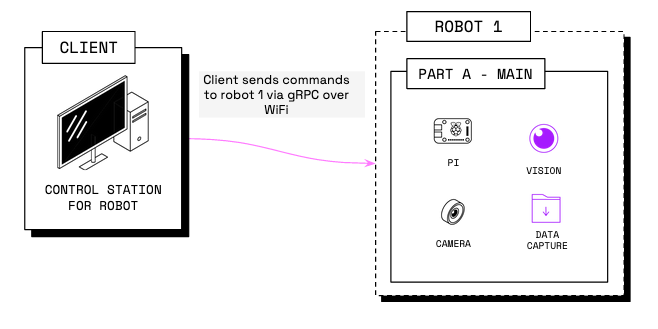 CLIENT
CONTROL STATION
FOR ROBOT
Client sends commands
to robot 1 via gRPC over
WiFi
ROBOT 1
PART A - MAIN
PI
VISION
CAMERA
DATA
CAPTURE